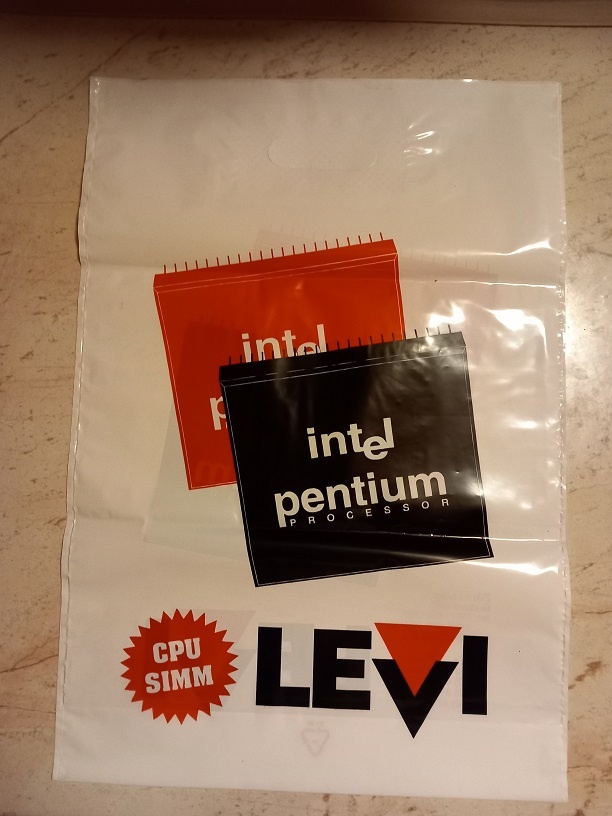 intel
p
intel
pentium
PROCESSOR
CPU
SIMM
LEVI